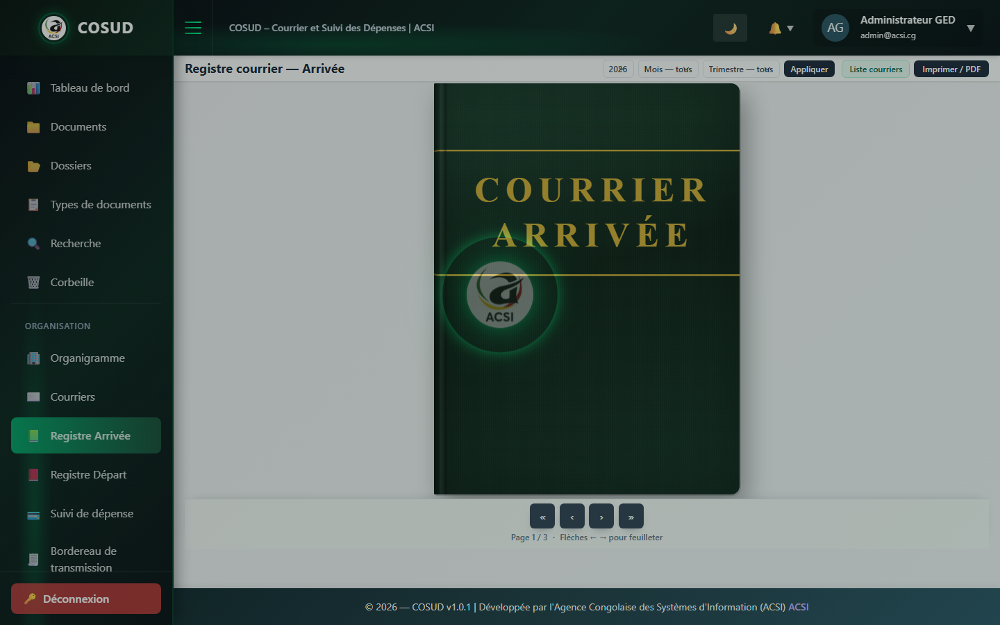 ACSI
COSUD
COSUD – Courrier et Suivi des Dépenses | ACSI
AG
Administrateur GED
admin@acsi.cg
Tableau de bord
Documents
Dossiers
Types de documents
Recherche
Corbeille
ORGANISATION
Organigramme
Courriers
Registre Arrivée
Registre Départ
Suivi de dépense
Bordereau de
transmission
Déconnexion
Registre courrier — Arrivée
2026
Mois — tous
Trimestre — tous
Appliquer
Liste courriers
Imprimer / PDF
COURRIER
ARRIVÉE
ACSI
« ‹ › »
Page 1 / 3 · Flèches ← → pour feuilleter
© 2026 — COSUD v1.0.1 | Développée par l'Agence Congolaise des Systèmes d'Information (ACSI) ACSI